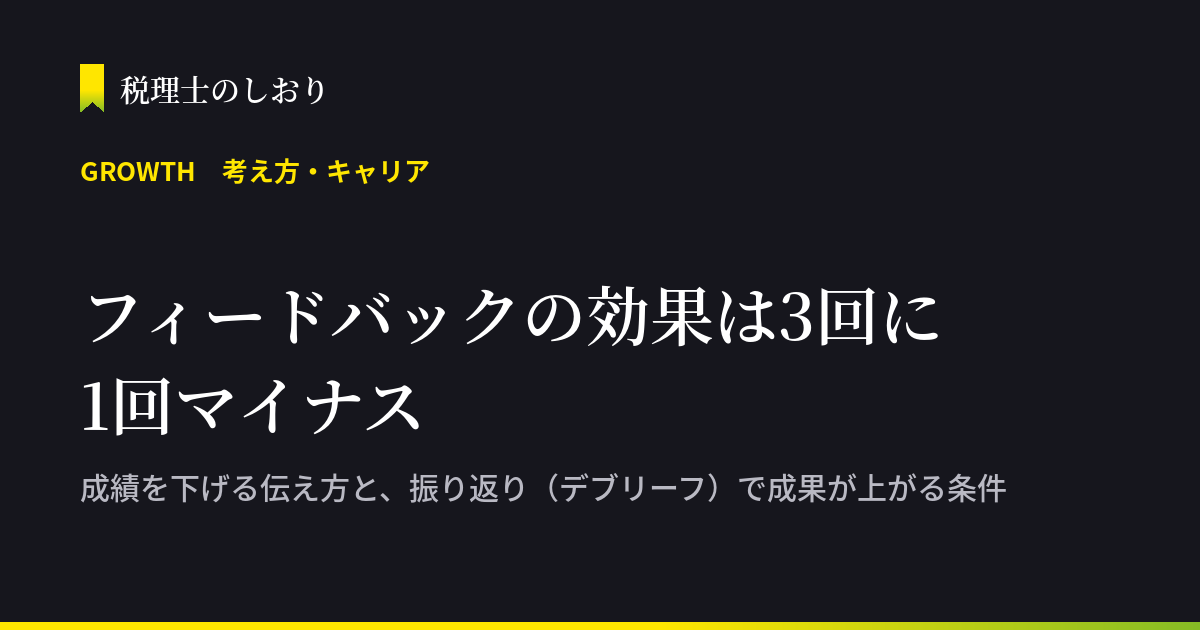 税理士のしおり
GROWTH　考え方・キャリア
フィードバックの効果は3回に
1回マイナス
成績を下げる伝え方と、振り返り（デブリーフ）で成果が上がる条件